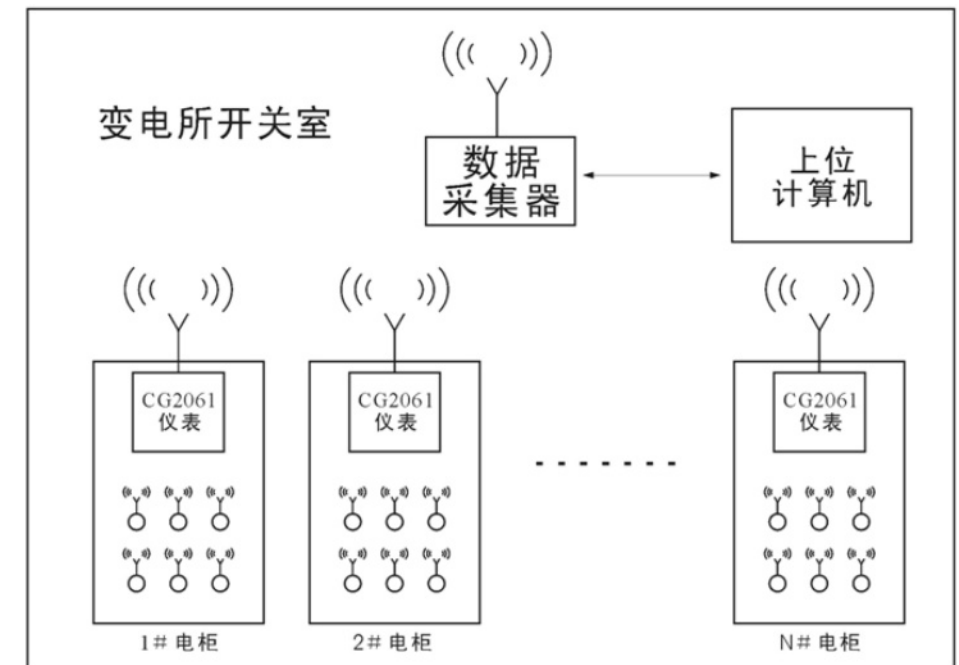 变电所开关室
数据
采集器
上位
计算机
CG2061
仪表
CG2061
仪表
CG2061
仪表
1#电柜
2#电柜
N#电柜